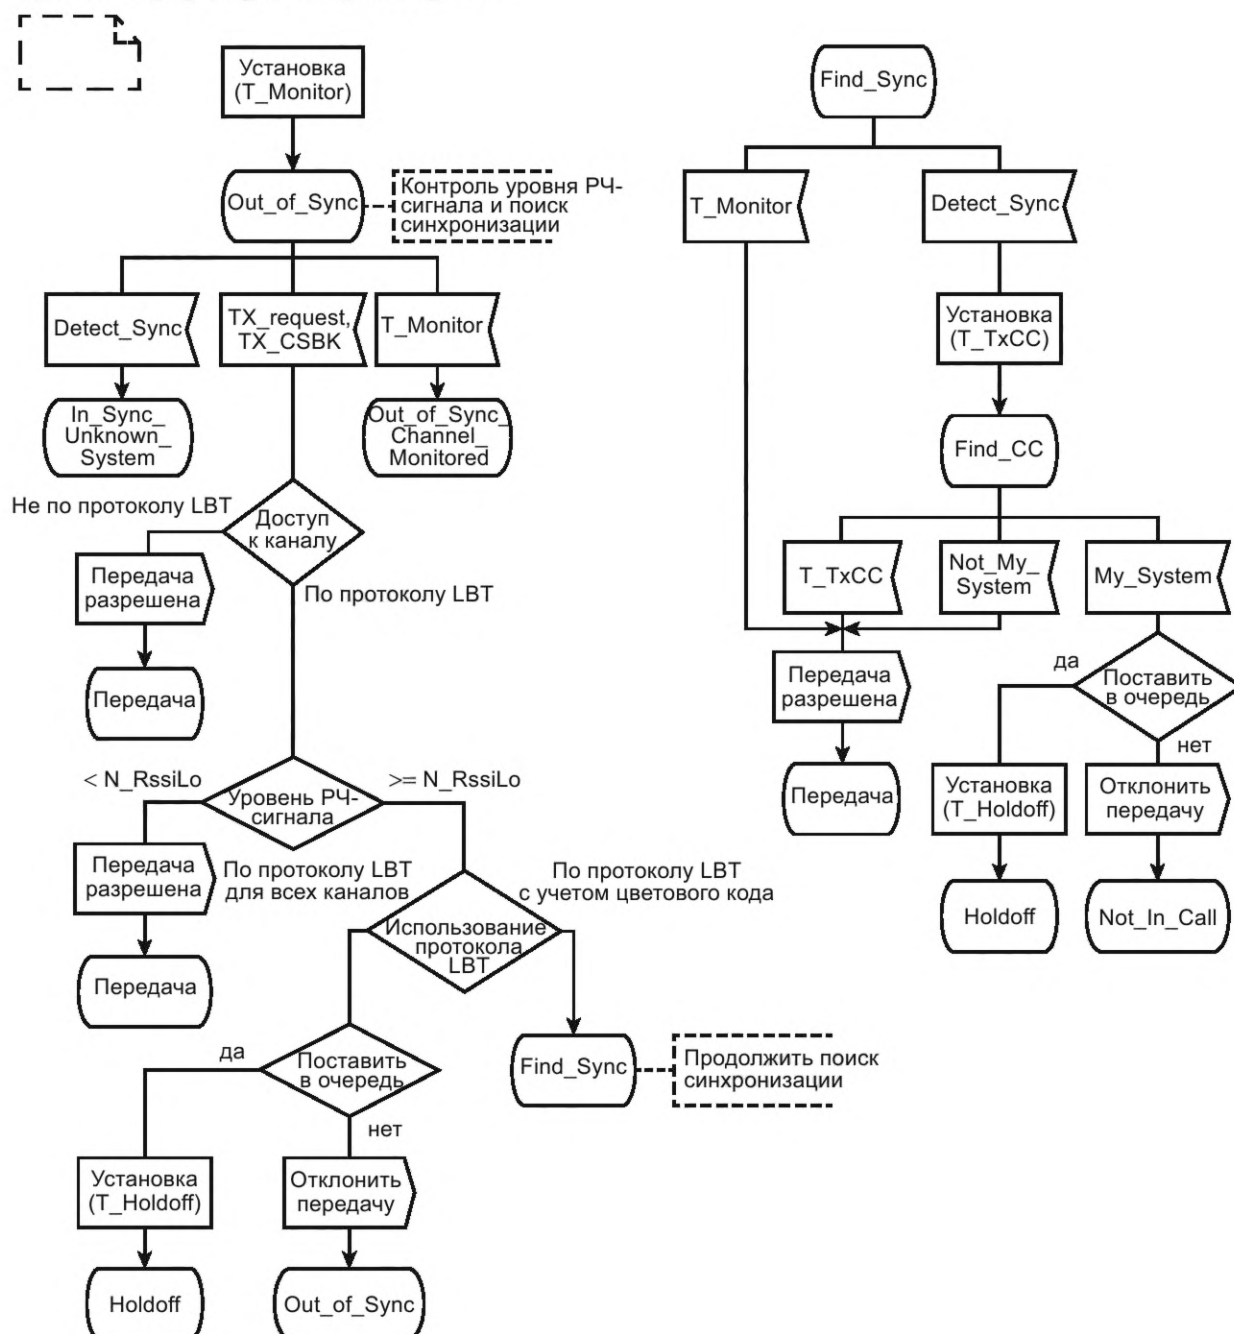 Установка
(T_Monitor)
Out_of_Sync
Контроль уровня РЧ-
сигнала и поиск
синхронизации
Detect_Sync
TX_request,
TX_CSBK
T_Monitor
In_Sync_
Unknown_
System
Out_of_Sync_
Channel_
Monitored
Не по протоколу LBT
Доступ
к каналу
Передача
разрешена
По протоколу LBT
Передача
< N_RssiLo
>= N_RssiLo
Уровень РЧ-
сигнала
Передача
разрешена
По протоколу LBT
для всех каналов
По протоколу LBT
с учетом цветового кода
Использование
протокола
LBT
Передача
да
Поставить
в очередь
нет
Find_Sync
Продолжить поиск
синхронизации
Установка
(T_Holdoff)
Отклонить
передачу
Holdoff
Out_of_Sync
Find_Sync
T_Monitor
Detect_Sync
Установка
(T_TxCC)
Find_CC
T_TxCC
Not_My_
System
My_System
Передача
разрешена
да
Поставить
в очередь
нет
Передача
Установка
(T_Holdoff)
Отклонить
передачу
Holdoff
Not_In_Call